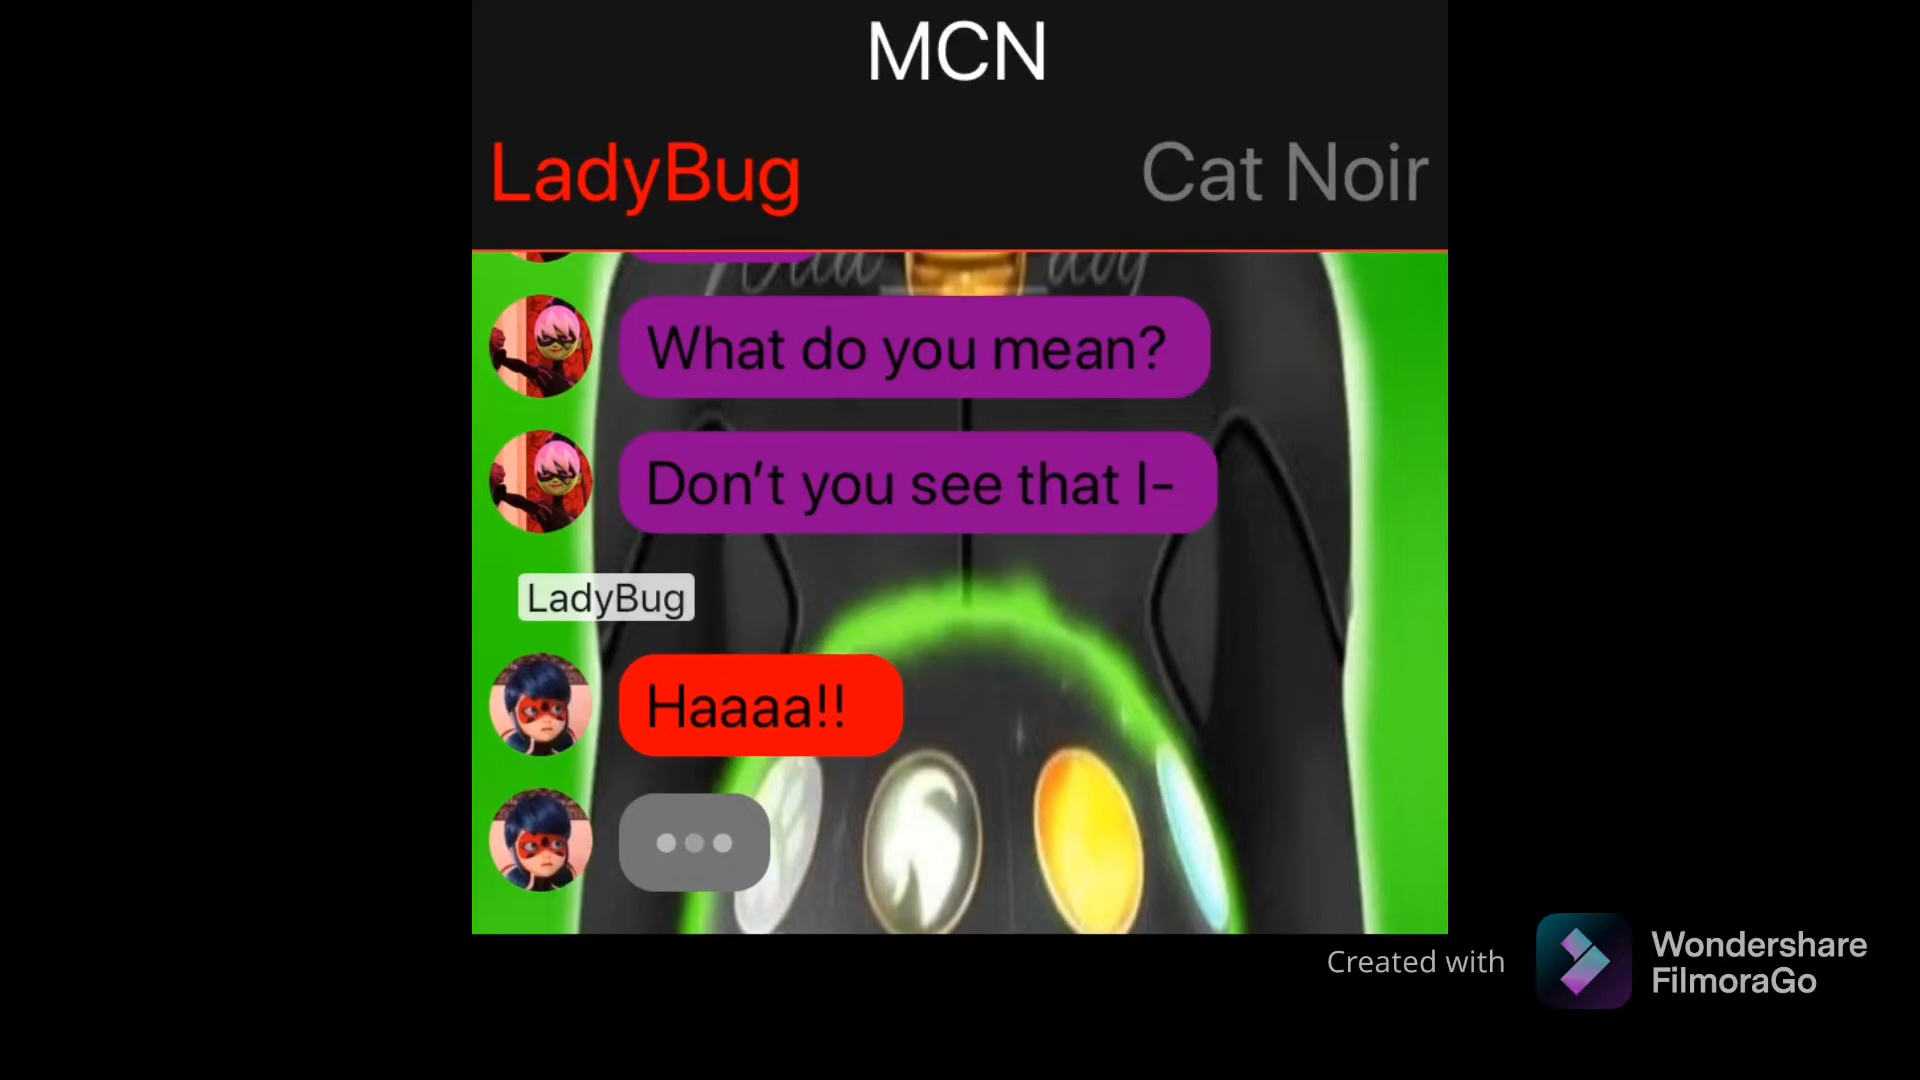 MCN
LadyBug
Cat Noir
What do you mean?
Don’t you see that I-
LadyBug
Haaaa!!
Created with
Wondershare
FilmoraGo